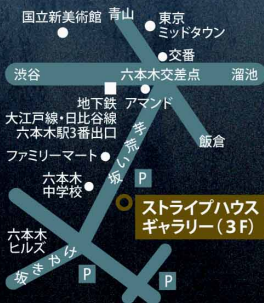 国立新美術館
青山
東京
ミッドタウン
交番
渋谷
六本木交差点
溜池
地下鉄
大江戸線・日比谷線
六本木駅3番出口
アマンド
飯倉
芋洗い坂
ファミリーマート
P
六本木
中学校
ストライプハウス
ギャラリー(3F)
六本木
ヒルズ
けやき坂
P
P